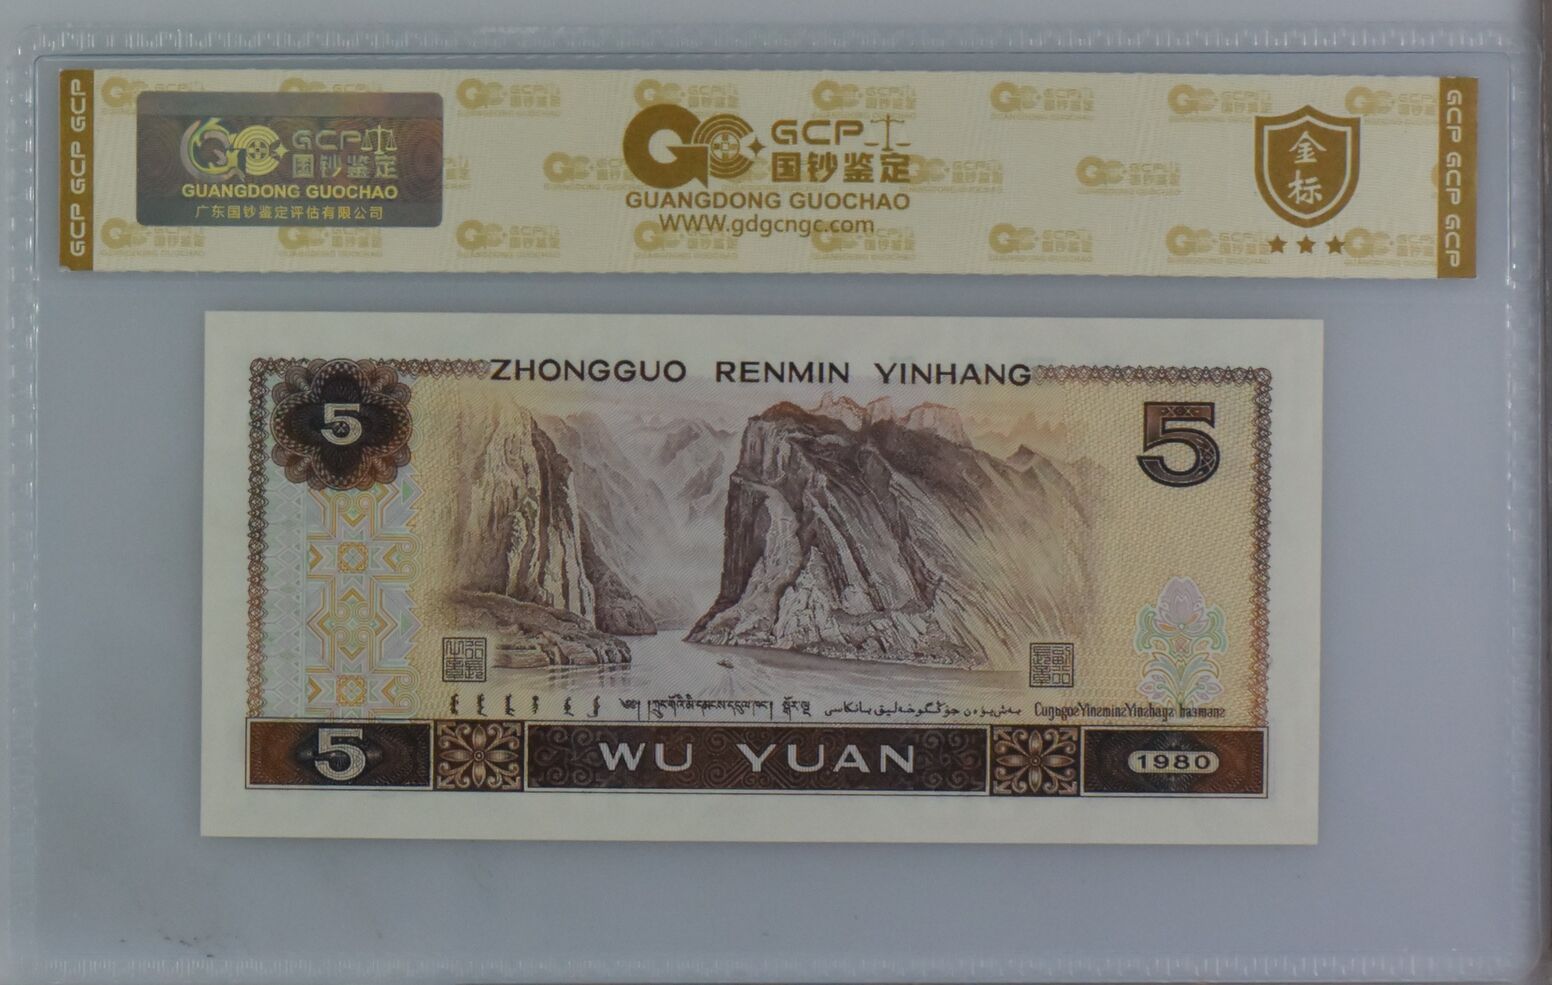 GCP GCP GCP
GCP
国钞鉴定
GUANGDONG GUOCHAO
广东国钞鉴定评估有限公司
GCP
国钞鉴定
GUANGDONG GUOCHAO
WWW.gdgcngc.com
金标
GCP GCP GCP
ZHONGGUO RENMIN YINHANG
5
5
5
WU YUAN
1980